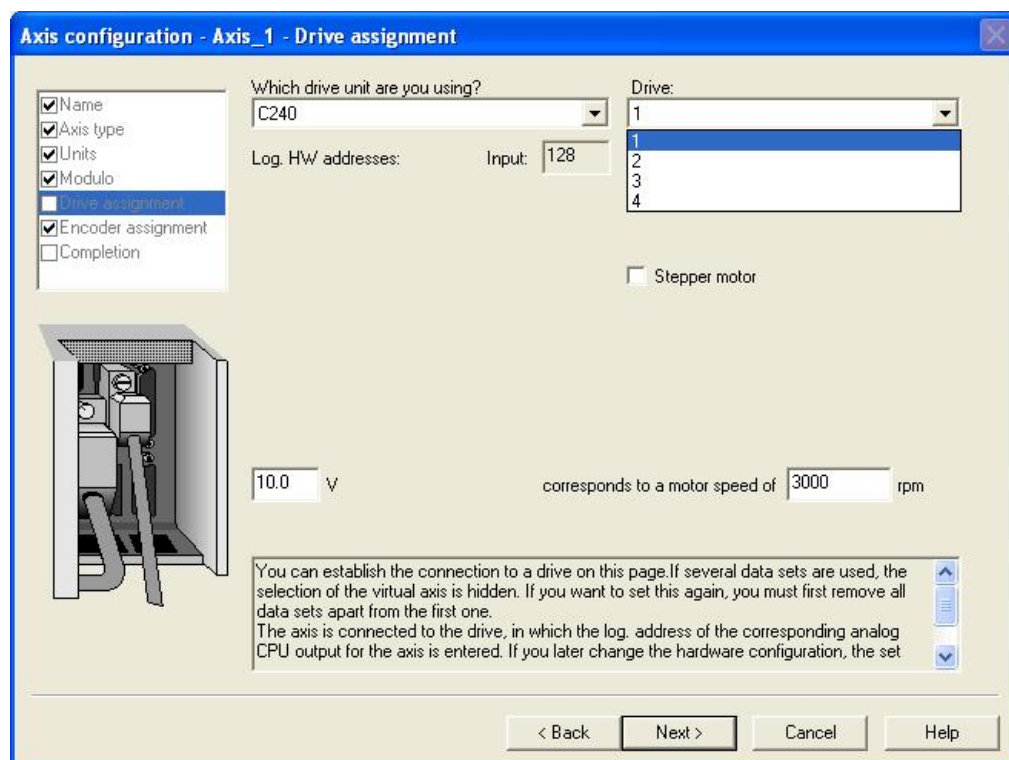 Axis configuration - Axis_1 - Drive assignment
Name
Axis type
Units
Modulo
Drive assignment
Encoder assignment
Completion
Which drive unit are you using?
C240
Drive:
1
1
2
3
4
Log. HW addresses:
Input:
128
Stepper motor
10.0 V
corresponds to a motor speed of 3000 rpm
You can establish the connection to a drive on this page.If several data sets are used, the
selection of the virtual axis is hidden. If you want to set this again, you must first remove all
data sets apart from the first one.
The axis is connected to the drive, in which the log. address of the corresponding analog
CPU output for the axis is entered. If you later change the hardware configuration, the set
< Back
Next >
Cancel
Help